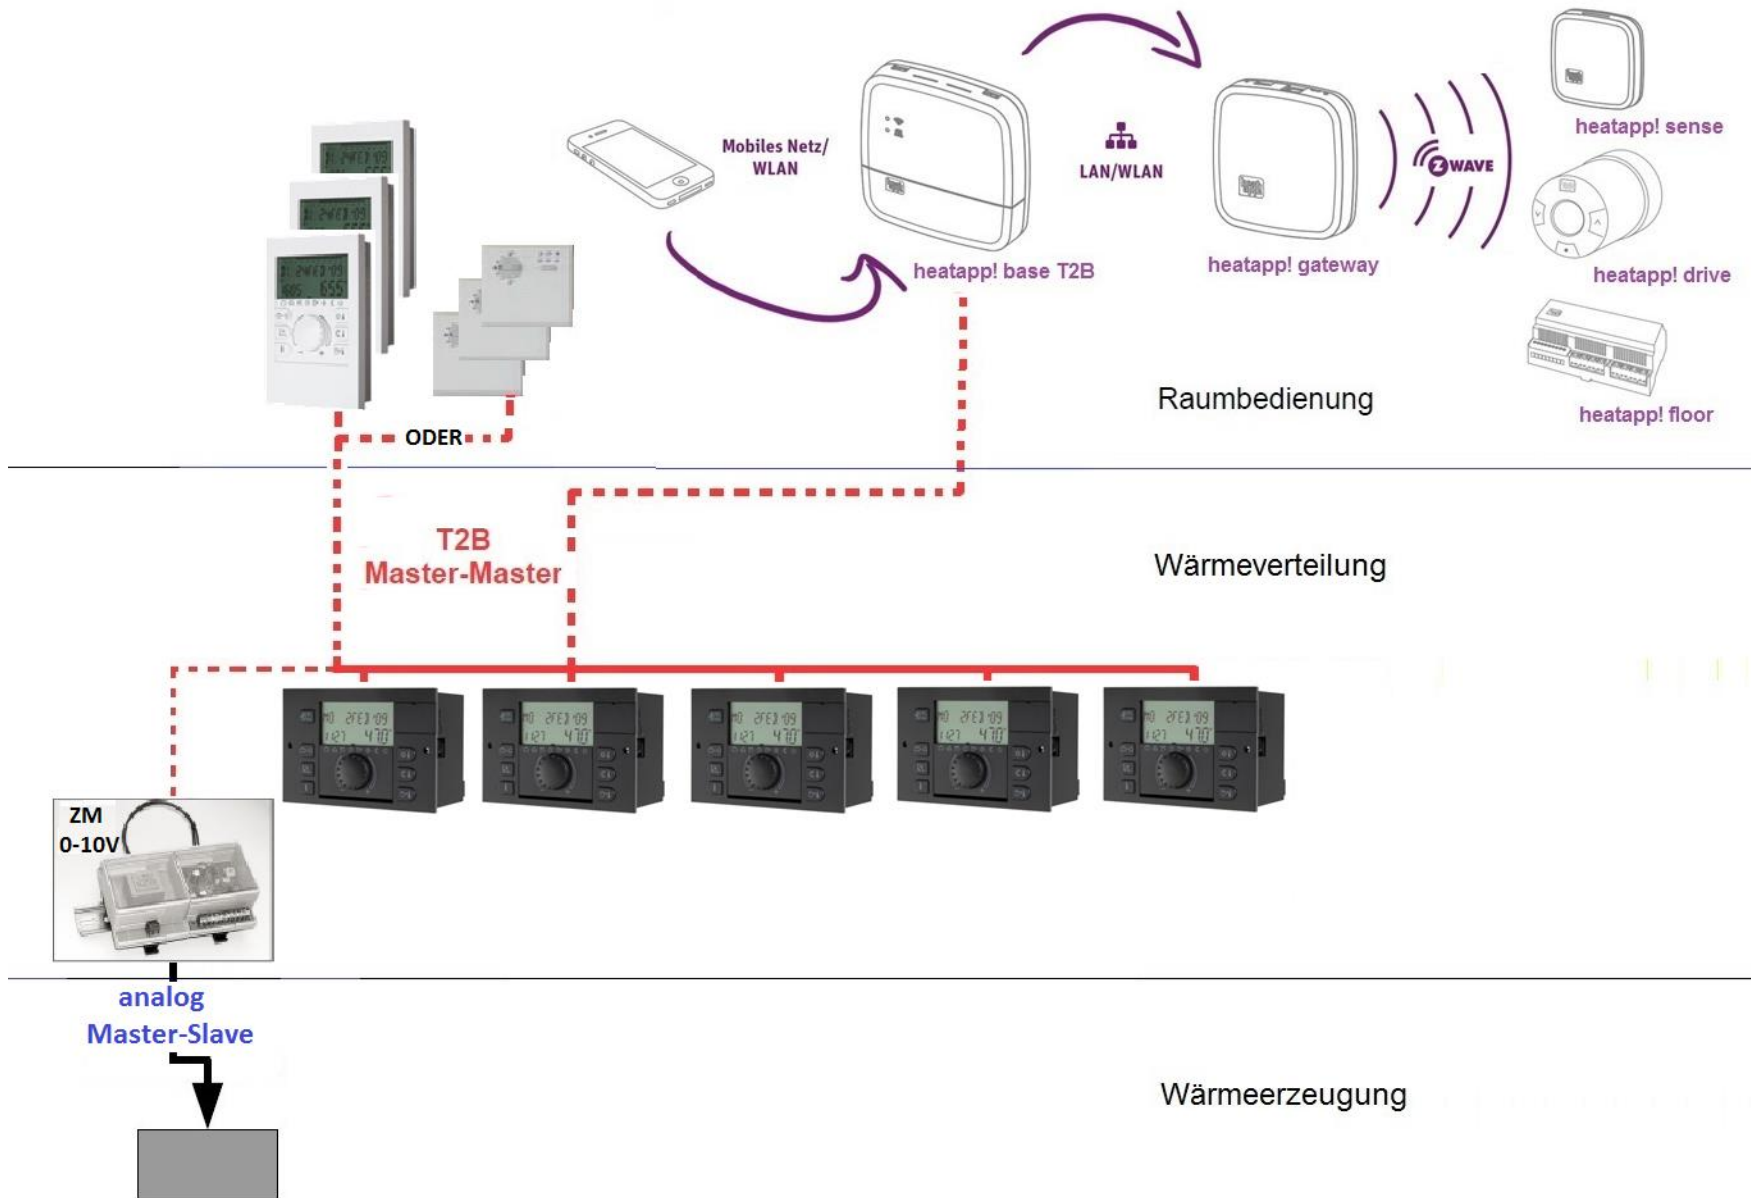 Mobiles Netz/
WLAN
LAN/WLAN
Z WAVE
heatapp! sense
heatapp! base T2B
heatapp! gateway
heatapp! drive
heatapp! floor
Raumbedienung
ODER
T2B
Master-Master
Wärmeverteilung
ZM
0-10V
analog
Master-Slave
Wärmeerzeugung